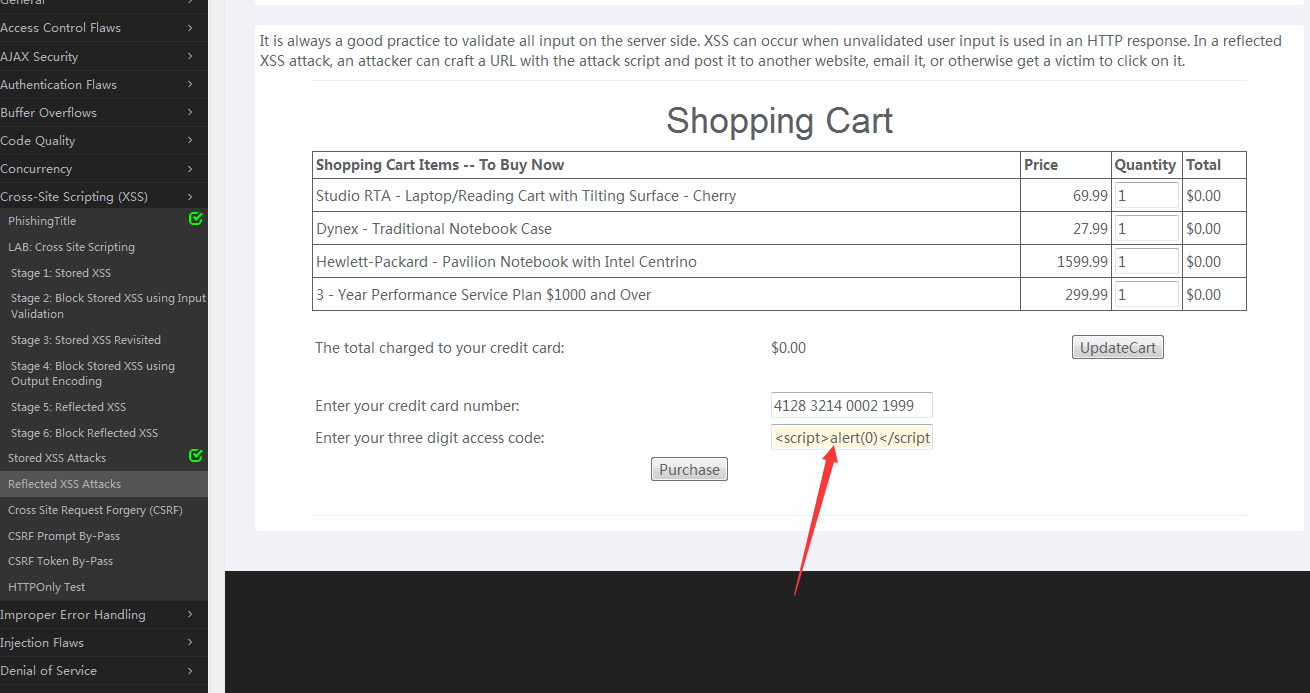 General
Access Control Flaws
AJAX Security
Authentication Flaws
Buffer Overflows
Code Quality
Concurrency
Cross-Site Scripting (XSS)
PhishingTitle
LAB: Cross Site Scripting
Stage 1: Stored XSS
Stage 2: Block Stored XSS using Input
Validation
Stage 3: Stored XSS Revisited
Stage 4: Block Stored XSS using
Output Encoding
Stage 5: Reflected XSS
Stage 6: Block Reflected XSS
Stored XSS Attacks
Reflected XSS Attacks
Cross Site Request Forgery (CSRF)
CSRF Prompt By-Pass
CSRF Token By-Pass
HTTPOnly Test
Improper Error Handling
Injection Flaws
Denial of Service
It is always a good practice to validate all input on the server side. XSS can occur when unvalidated user input is used in an HTTP response. In a reflected
XSS attack, an attacker can craft a URL with the attack script and post it to another website, email it, or otherwise get a victim to click on it.
Shopping Cart
Shopping Cart Items -- To Buy Now Price Quantity Total
Studio RTA - Laptop/Reading Cart with Tilting Surface - Cherry 69.99 1 $0.00
Dynex - Traditional Notebook Case 27.99 1 $0.00
Hewlett-Packard - Pavilion Notebook with Intel Centrino 1599.99 1 $0.00
3 - Year Performance Service Plan $1000 and Over 299.99 1 $0.00
The total charged to your credit card: $0.00 UpdateCart
Enter your credit card number: 4128 3214 0002 1999
Enter your three digit access code: <script>alert(0)</script
Purchase